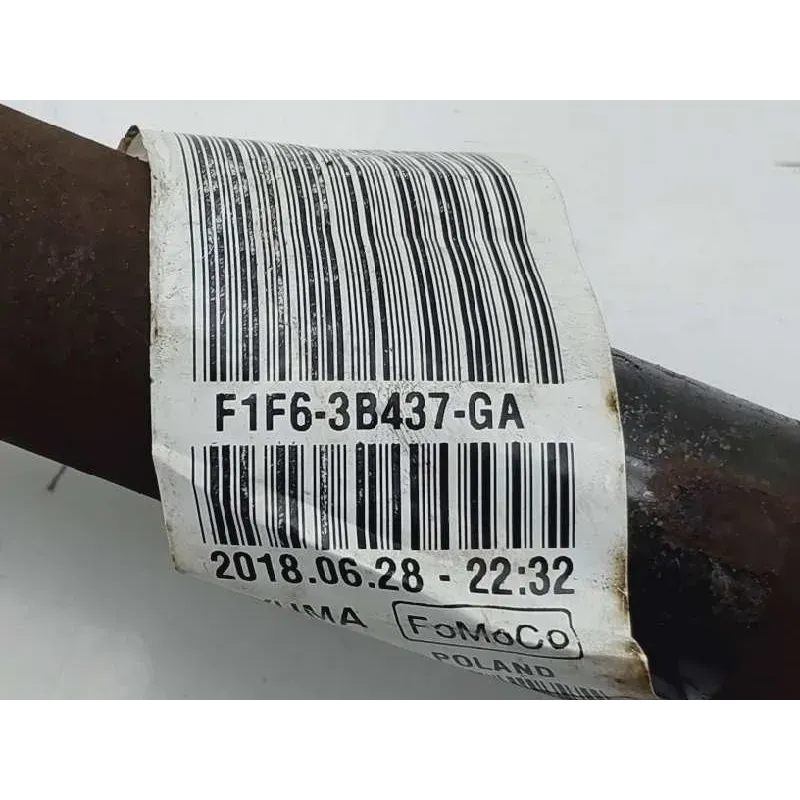 F1F6-3B437-GA
2018.06.28 - 22:32
FoMoCo
POLAND